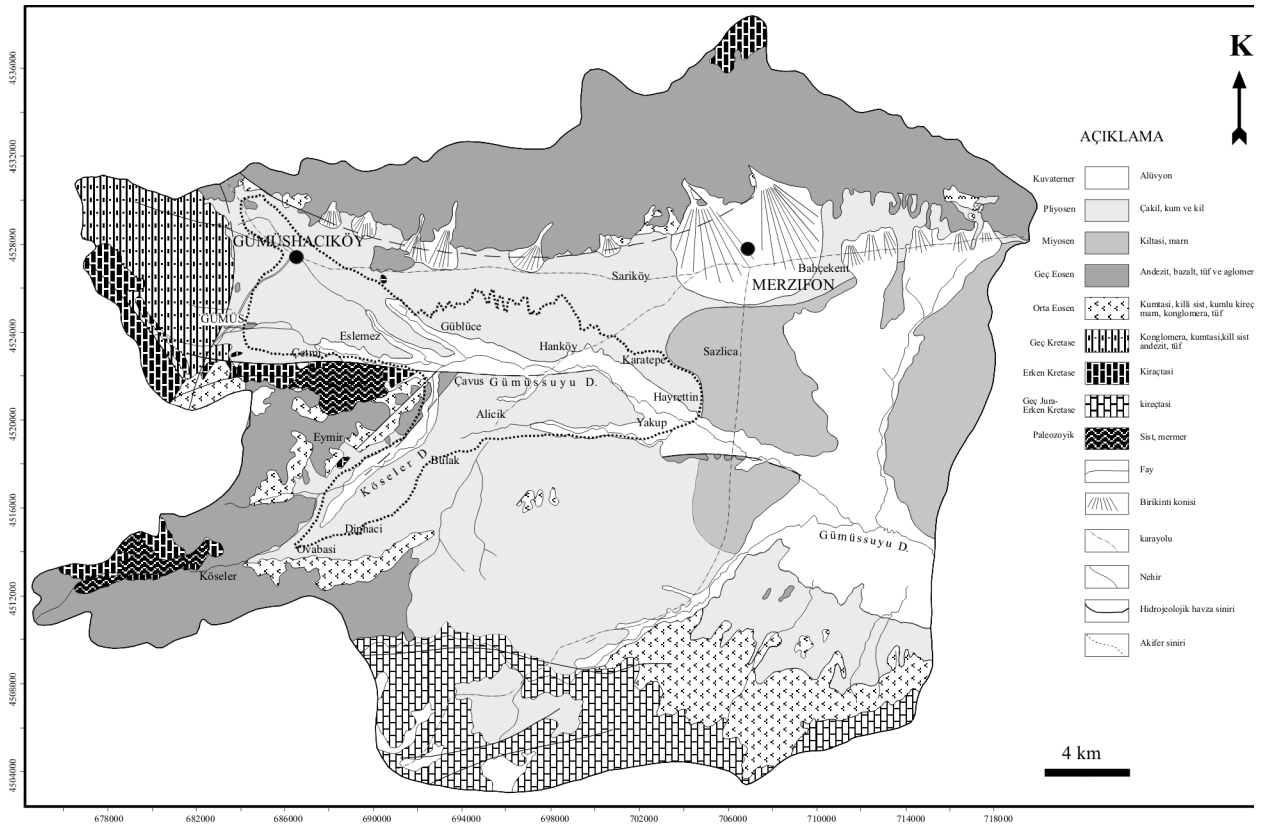 K
AÇIKLAMA
Kuvaterner Alüvyon
Pliyosen Çakil, kum ve kil
Miyosen Kiltasi, marn
Geç Eosen Andezit, bazalt, tüf ve aglomer
Orta Eosen Kumtasi, killi sist, kumlu kireç
marn, konglomera, tüf
Geç Kretase Konglomera, kumtasi,kil sist
andezit, tüf
Erken Kretase Kiraçtasi
Geç Jura-
Erken Kretase kireçtasi
Paleozoyik Sist, mermer
Fay
Birikinti konisi
karayolu
Nehir
Hidrojeolojik havza siniri
Akifer siniri
4 km
GÜMÜSHACIKÖY
Sariköy
Bahçekent
MERZIFON
GÜMÜS
Eslemez
Güblüce
Hanköy
Karatepe
Sazlica
Çetmi
Çavus
Gümüssuyu D.
Hayrettin
Alicik
Yakup
Eymir
Bulak
Köseler D
Diphaci
Ovabasi
Köseler
Gümüssuyu D.
4536000
4532000
4528000
4524000
4520000
4516000
4512000
4508000
4504000
678000 682000 686000 690000 694000 698000 702000 706000 710000 714000 718000